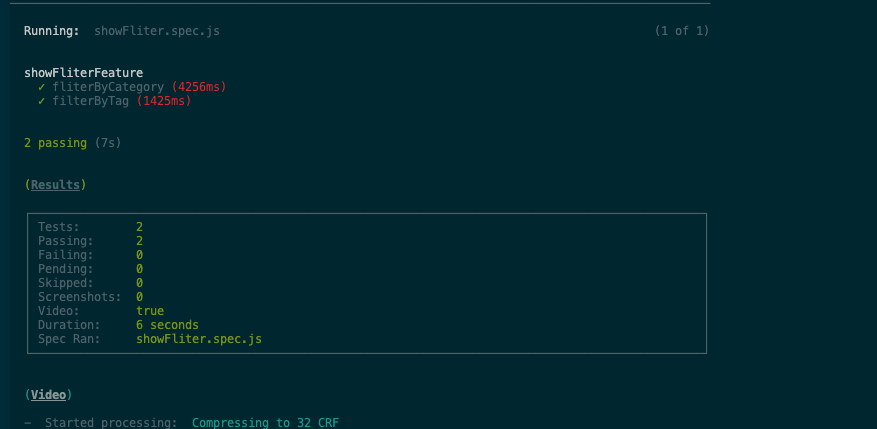 Running: showFliter.spec.js (1 of 1)
showFliterFeature
✓ fliterByCategory (4256ms)
✓ filterByTag (1425ms)
2 passing (7s)
(Results)
Tests: 2
Passing: 2
Failing: 0
Pending: 0
Skipped: 0
Screenshots: 0
Video: true
Duration: 6 seconds
Spec Ran: showFliter.spec.js
(Video)
- Started processing: Compressing to 32 CRF